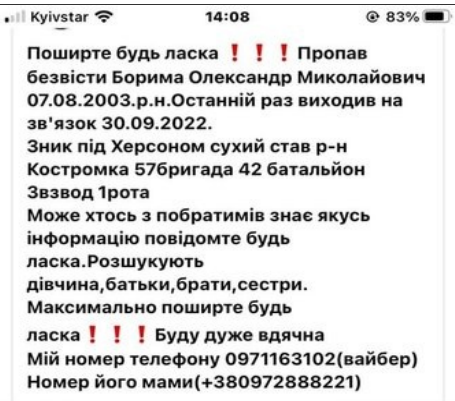 Kyivstar 14:08 83%
Поширте будь ласка ❗❗❗Пропав
безвісти Борима Олександр Миколайович
07.08.2003.р.н.Останній раз виходив на
зв'язок 30.09.2022.
Зник під Херсоном сухий став р-н
Костромка 57бригада 42 батальйон
3взвод 1рота
Може хтось з побратимів знає якусь
інформацію повідомте будь
ласка.Розшукують
дівчина,батьки,брати,сестри.
Максимально поширте будь
ласка❗❗❗Буду дуже вдячна
Мій номер телефону 0971163102(вайбер)
Номер його мами(+380972888221)